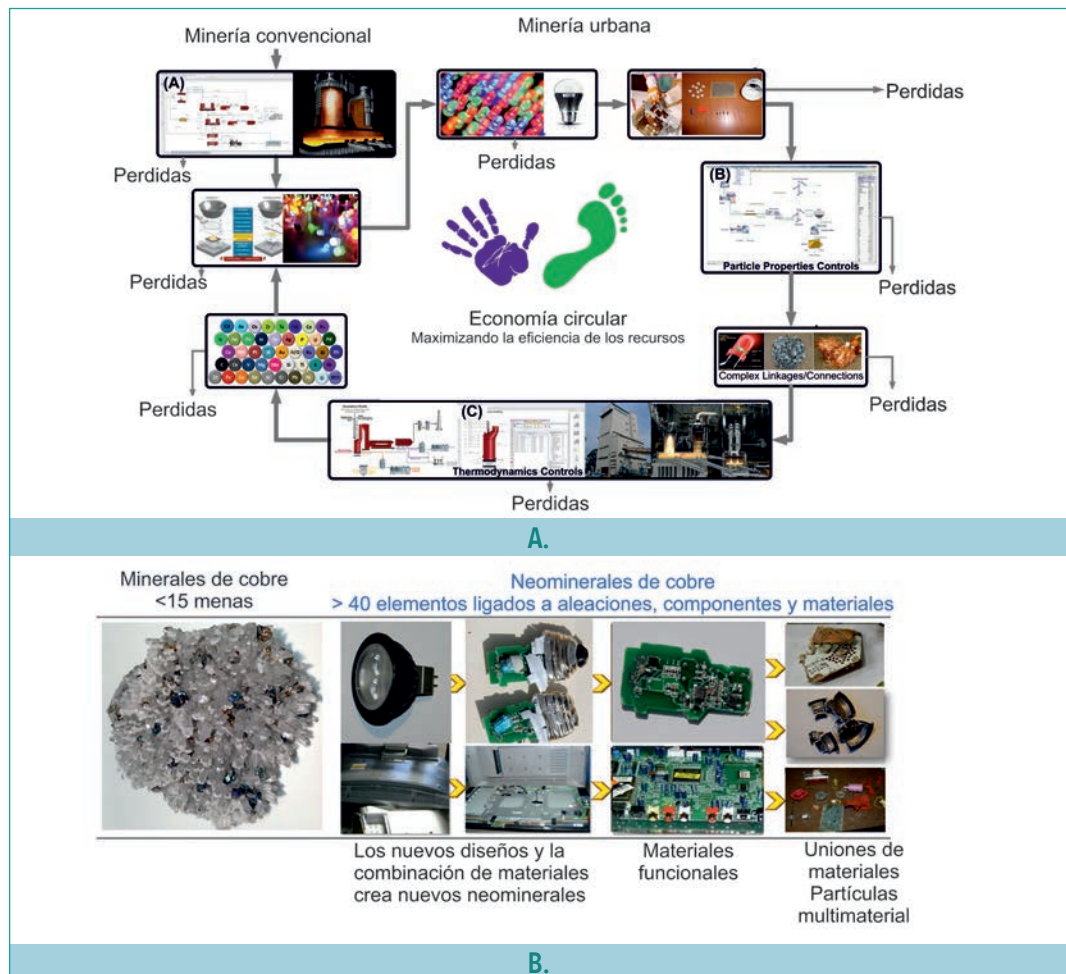 Minería convencional
Minería urbana
(A)
Perdidas
Perdidas
Perdidas
(B)
Particle Properties Controls
Perdidas
Perdidas
Economía circular
Maximizando la eficiencia de los recursos
Complex Linkages/Connections
Perdidas
Perdidas
(C)
Thermodynamics Controls
Perdidas
A.
Minerales de cobre
<15 menas
Neominerales de cobre
> 40 elementos ligados a aleaciones, componentes y materiales
Los nuevos diseños y la
combinación de materiales
crea nuevos neominerales
Materiales
funcionales
Uniones de
materiales
Partículas
multimaterial
B.